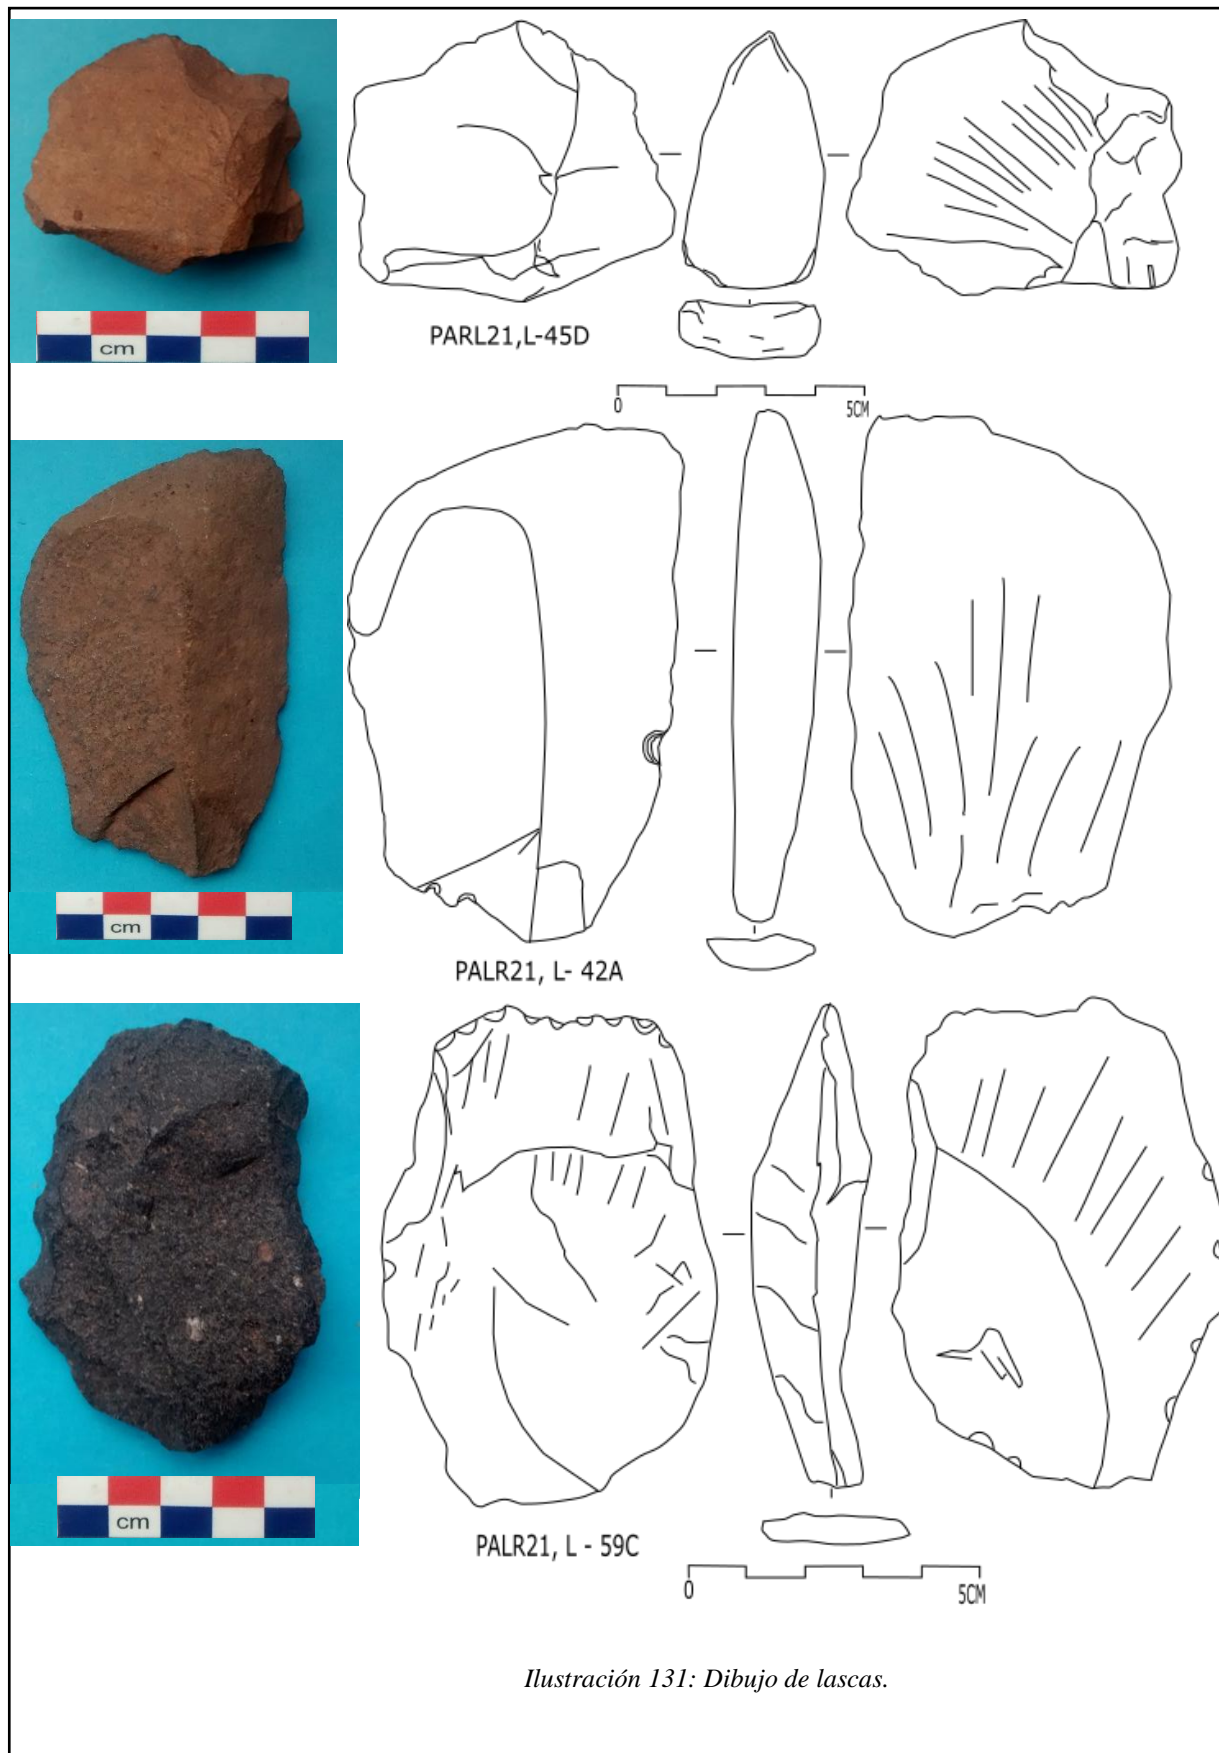 cm
PARL21,L-45D
0 5CM
cm
PALR21, L- 42A
cm
PALR21, L - 59C
0 5CM
Ilustración 131: Dibujo de lascas.